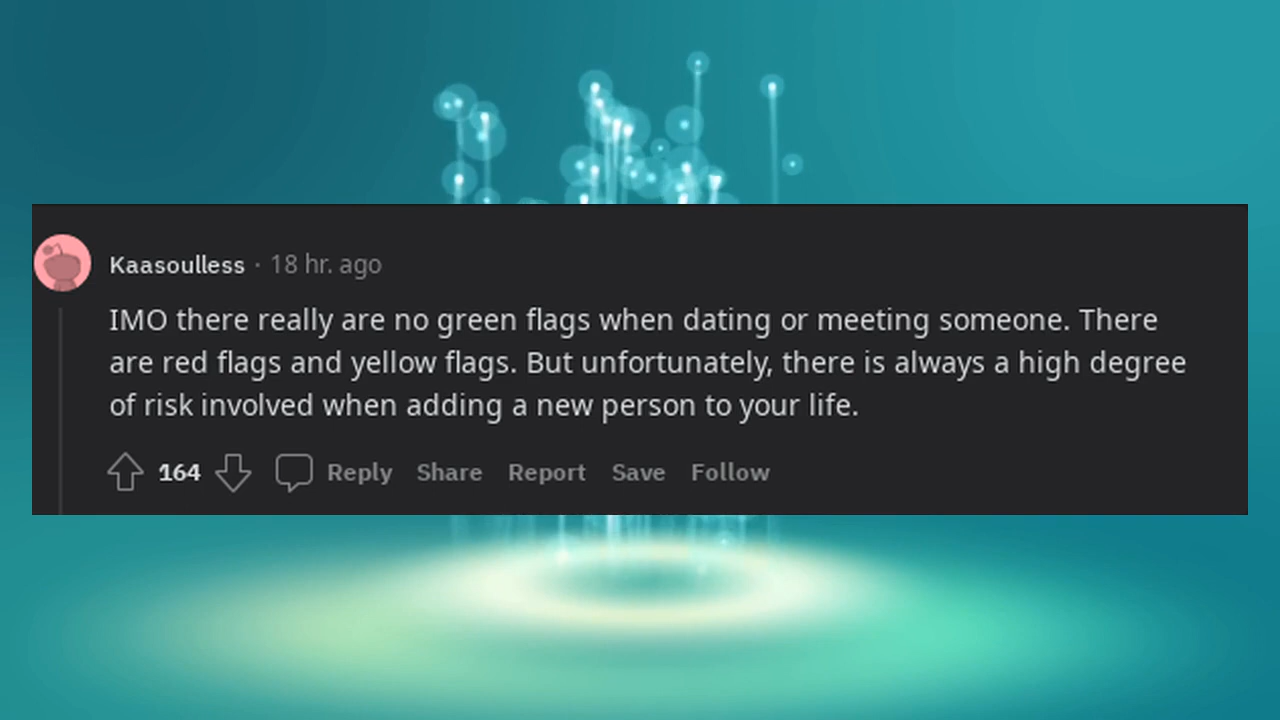 Kaasoulless · 18 hr. ago
IMO there really are no green flags when dating or meeting someone. There
are red flags and yellow flags. But unfortunately, there is always a high degree
of risk involved when adding a new person to your life.
164 Reply Share Report Save Follow